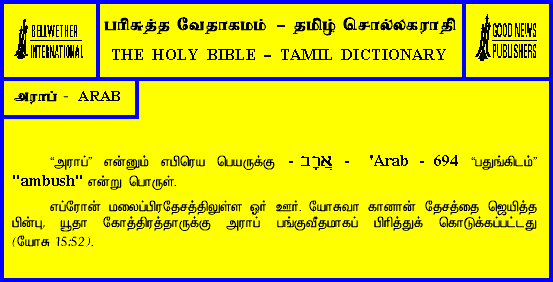 BELLWETHER
INTERNATIONAL
பரிசுத்த வேதாகமம் – தமிழ் சொல்லகராதி
THE HOLY BIBLE – TAMIL DICTIONARY
GOOD NEWS
PUBLISHERS
அராப் - ARAB
“அராப்” என்னும் எபிரெய பெயருக்கு - אֲרָב - 'Arab - 694 “பதுங்கிடம்”
"ambush" என்று பொருள்.
எப்ரோன் மலைப்பிரதேசத்திலுள்ள ஓர் ஊர். யோசுவா கானான் தேசத்தை ஜெயித்த
பின்பு, யூதா கோத்திரத்தாருக்கு அராப் பங்குவீதமாகப் பிரித்துக் கொடுக்கப்பட்டது
(யோசு 15:52).